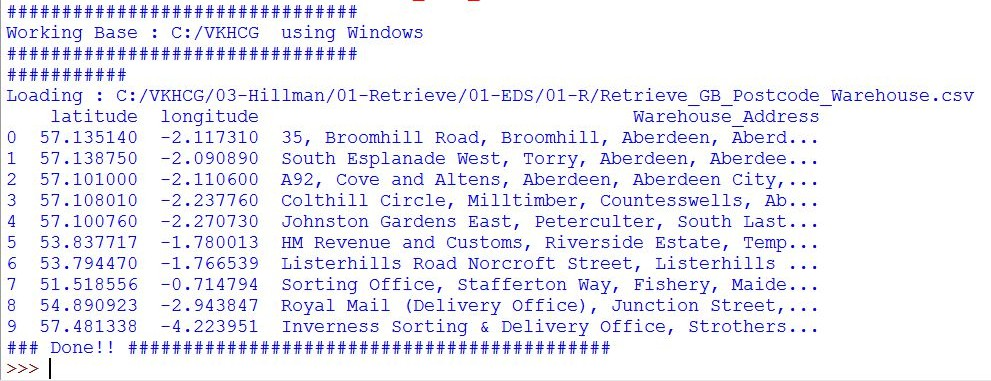 ################################
Working Base : C:/VKHCG  using Windows
################################
###########
Loading : C:/VKHCG/03-Hillman/01-Retrieve/01-EDS/01-R/Retrieve_GB_Postcode_Warehouse.csv
    latitude  longitude                                  Warehouse_Address
0  57.135140  -2.117310  35, Broomhill Road, Broomhill, Aberdeen, Aberd...
1  57.138750  -2.090890  South Esplanade West, Torry, Aberdeen, Aberdee...
2  57.101000  -2.110600  A92, Cove and Altens, Aberdeen, Aberdeen City,...
3  57.108010  -2.237760  Colthill Circle, Milltimber, Countesswells, Ab...
4  57.100760  -2.270730  Johnston Gardens East, Peterculter, South Last...
5  53.837717  -1.780013  HM Revenue and Customs, Riverside Estate, Temp...
6  53.794470  -1.766539  Listerhills Road Norcroft Street, Listerhills ...
7  51.518556  -0.714794  Sorting Office, Stafferton Way, Fishery, Maide...
8  54.890923  -2.943847  Royal Mail (Delivery Office), Junction Street,...
9  57.481338  -4.223951  Inverness Sorting & Delivery Office, Strothers...
### Done!! ############################################
>>>